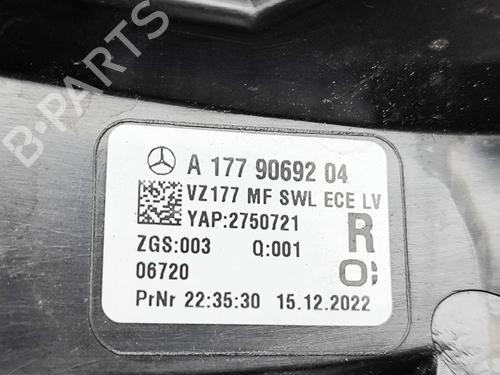 B-PARTS
A 177 90692 04
VZ177 MF SWL ECE LV
YAP:2750721
R
ZGS:003 Q:001
06720
PrNr 22:35:30 15.12.2022